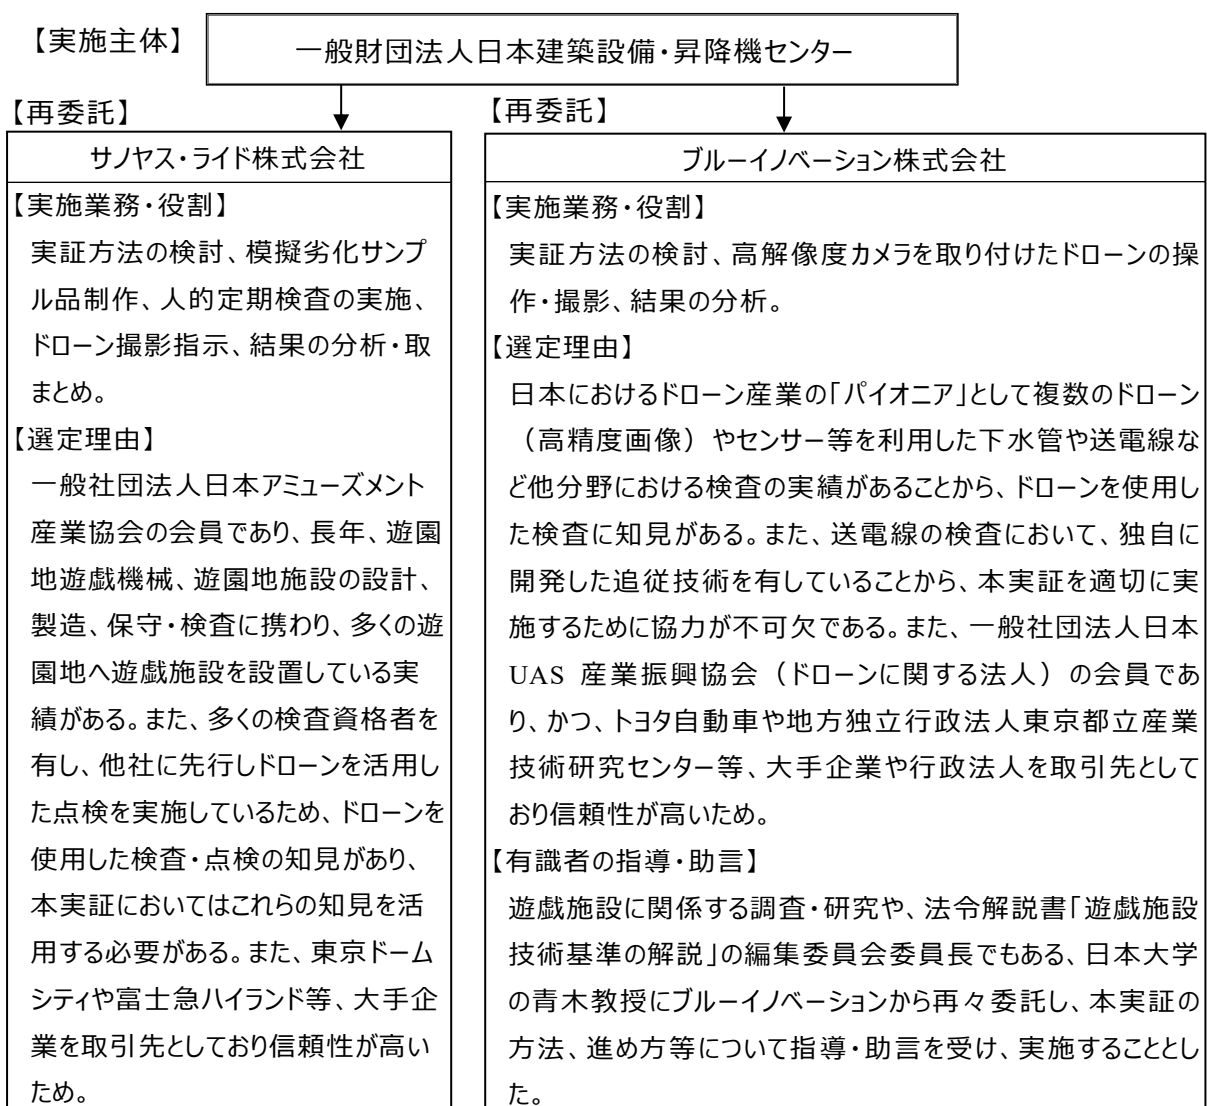 【実施主体】
一般財団法人日本建築設備・昇降機センター
【再委託】
サノヤス・ライド株式会社
【実施業務・役割】
実証方法の検討、模擬劣化サンプ
ル品制作、人的定期検査の実施、
ドローン撮影指示、結果の分析・取
まとめ。
【選定理由】
一般社団法人日本アミューズメント
産業協会の会員であり、長年、遊園
地遊戯機械、遊園地施設の設計、
製造、保守・検査に携わり、多くの遊
園地へ遊戯施設を設置している実
績がある。また、多くの検査資格者を
有し、他社に先行しドローンを活用し
た点検を実施しているため、ドローンを
使用した検査・点検の知見があり、
本実証においてはこれらの知見を活
用する必要がある。また、東京ドーム
シティや富士急ハイランド等、大手企
業を取引先としており信頼性が高い
ため。
【再委託】
ブルーイノベーション株式会社
【実施業務・役割】
実証方法の検討、高解像度カメラを取り付けたドローンの操
作・撮影、結果の分析。
【選定理由】
日本におけるドローン産業の「パイオニア」として複数のドローン
（高精度画像）やセンサー等を利用した下水管や送電線な
ど他分野における検査の実績があることから、ドローンを使用し
た検査に知見がある。また、送電線の検査において、独自に
開発した追従技術を有していることから、本実証を適切に実
施するために協力が不可欠である。また、一般社団法人日本
UAS 産業振興協会（ドローンに関する法人）の会員であ
り、かつ、トヨタ自動車や地方独立行政法人東京都立産業
技術研究センター等、大手企業や行政法人を取引先として
おり信頼性が高いため。
【有識者の指導・助言】
遊戯施設に関係する調査・研究や、法令解説書「遊戯施設
技術基準の解説」の編集委員会委員長でもある、日本大学
の青木教授にブルーイノベーションから再々委託し、本実証の
方法、進め方等について指導・助言を受け、実施することとし
た。